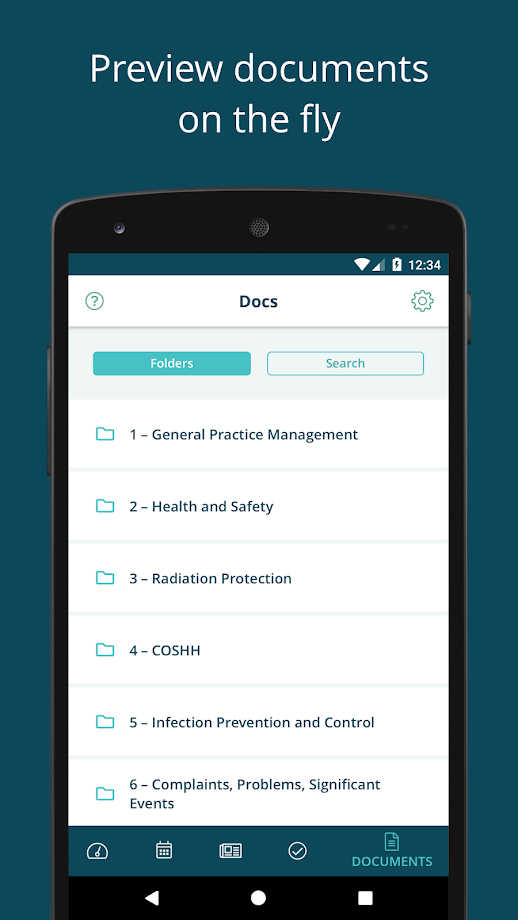 Preview documents
on the fly
12:34
?
Docs
Folders
Search
1 – General Practice Management
2 – Health and Safety
3 – Radiation Protection
4 – COSHH
5 – Infection Prevention and Control
6 – Complaints, Problems, Significant
Events
DOCUMENTS